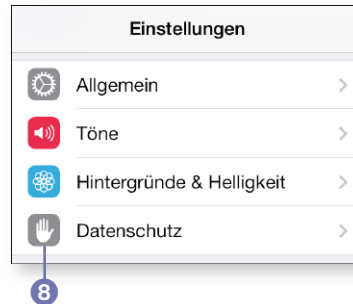 Einstellungen
Allgemein
Töne
Hintergründe & Helligkeit
Datenschutz
8